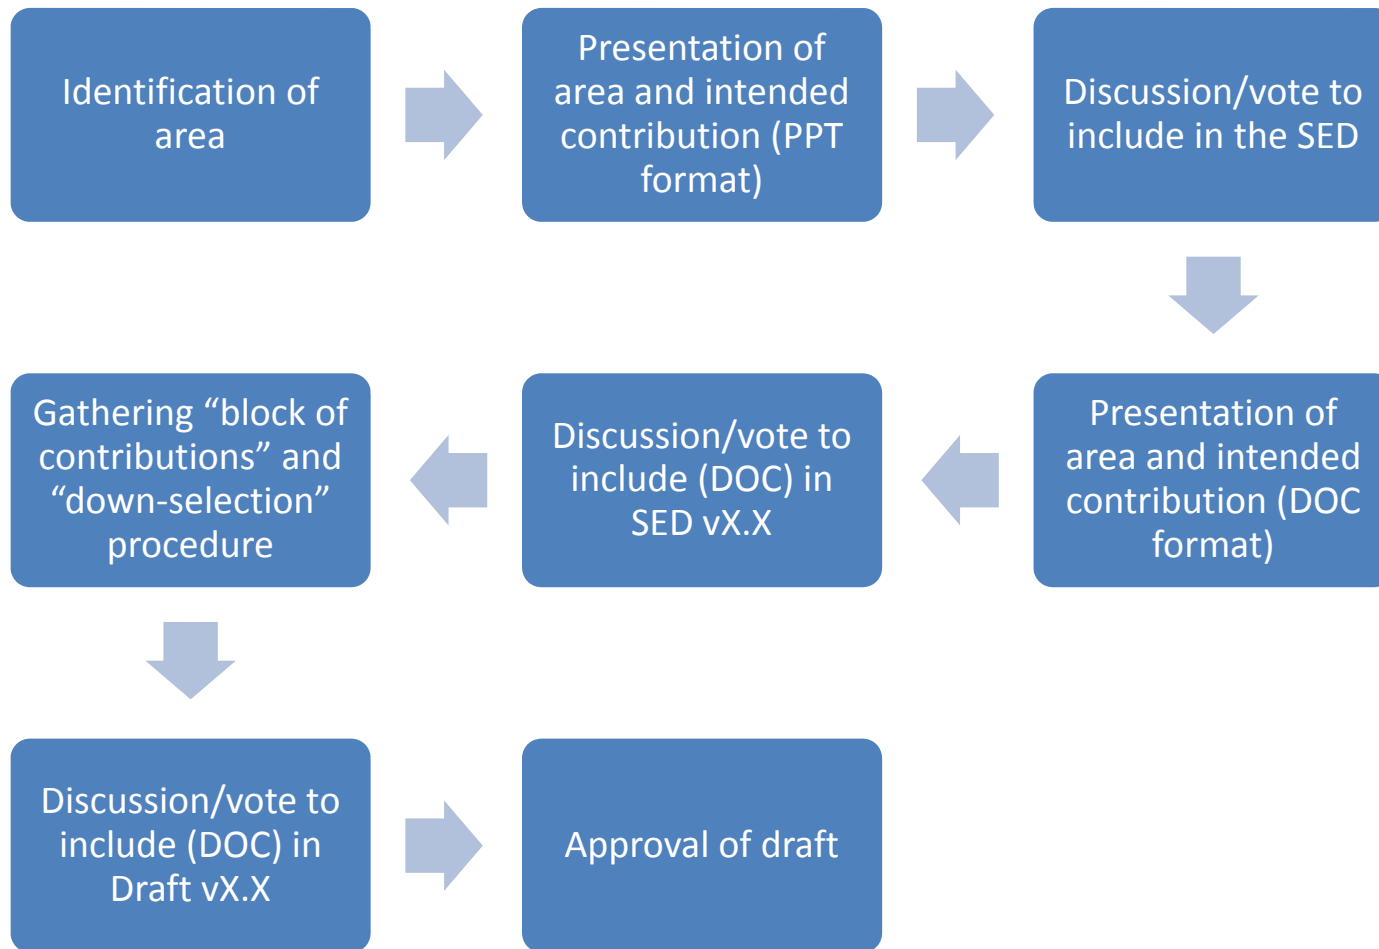 Identification of
area
Presentation of
area and intended
contribution (PPT
format)
Discussion/vote to
include in the SED
Presentation of
area and intended
contribution (DOC
format)
Discussion/vote to
include (DOC) in
SED vX.X
Gathering “block of
contributions” and
“down-selection”
procedure
Discussion/vote to
include (DOC) in
Draft vX.X
Approval of draft